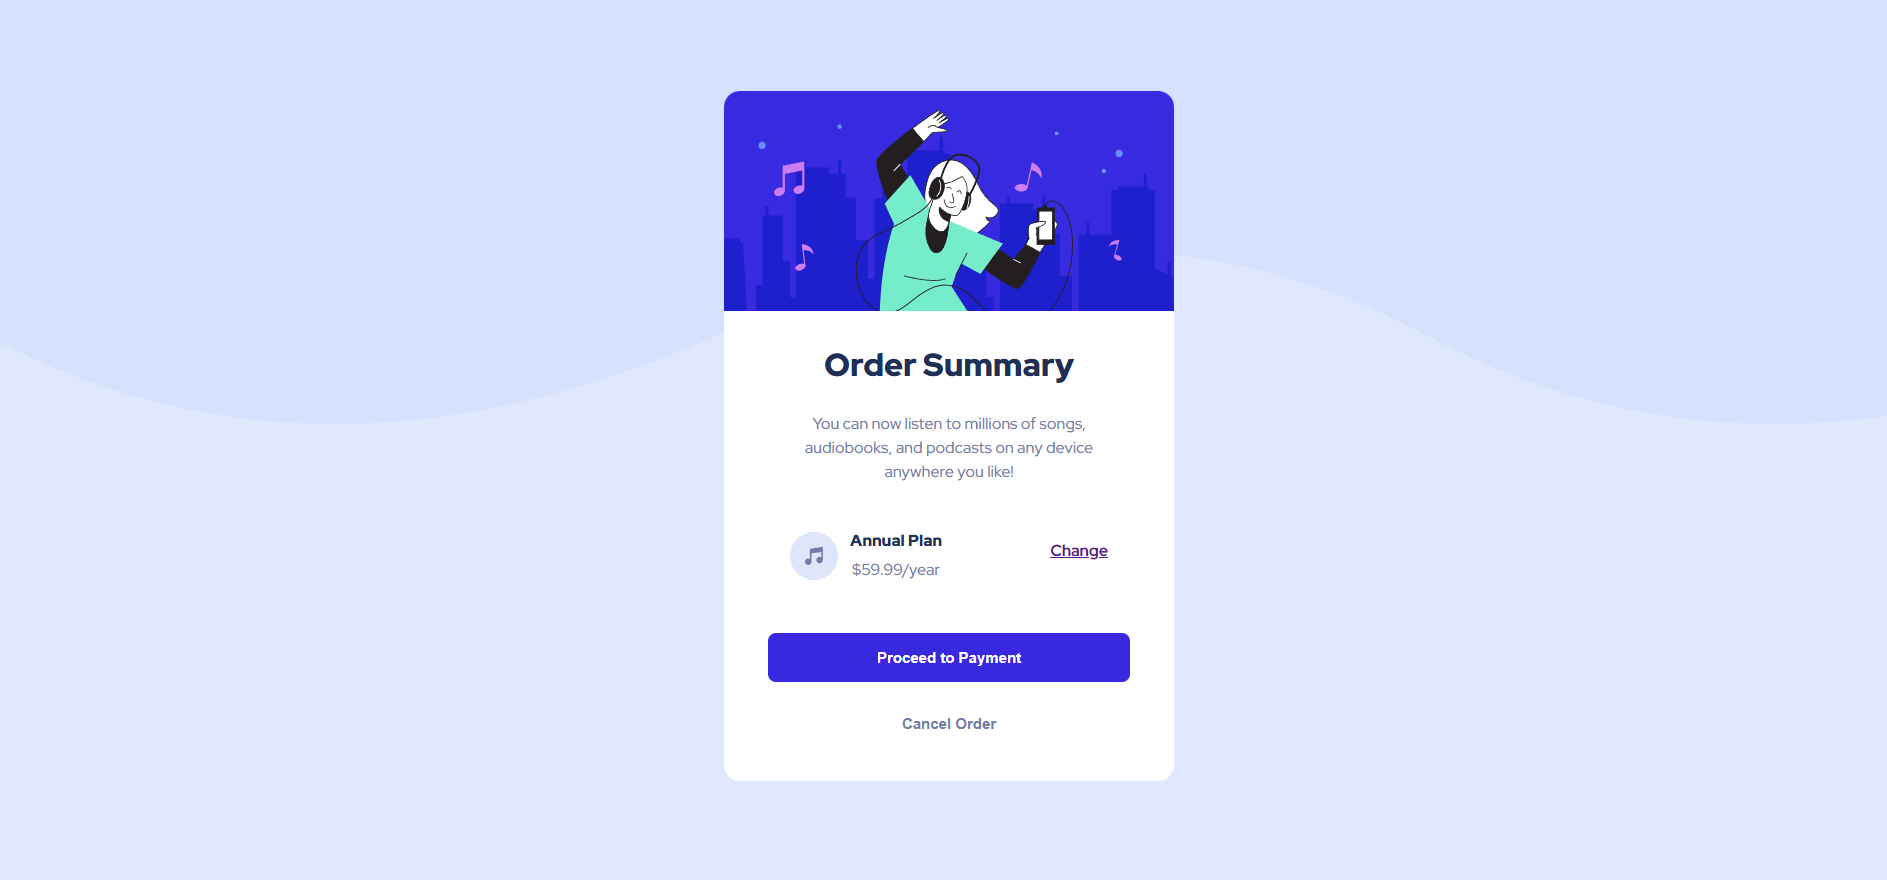 Order Summary
You can now listen to millions of songs,
audiobooks, and podcasts on any device
anywhere you like!
Annual Plan
Change
$59.99/year
Proceed to Payment
Cancel Order